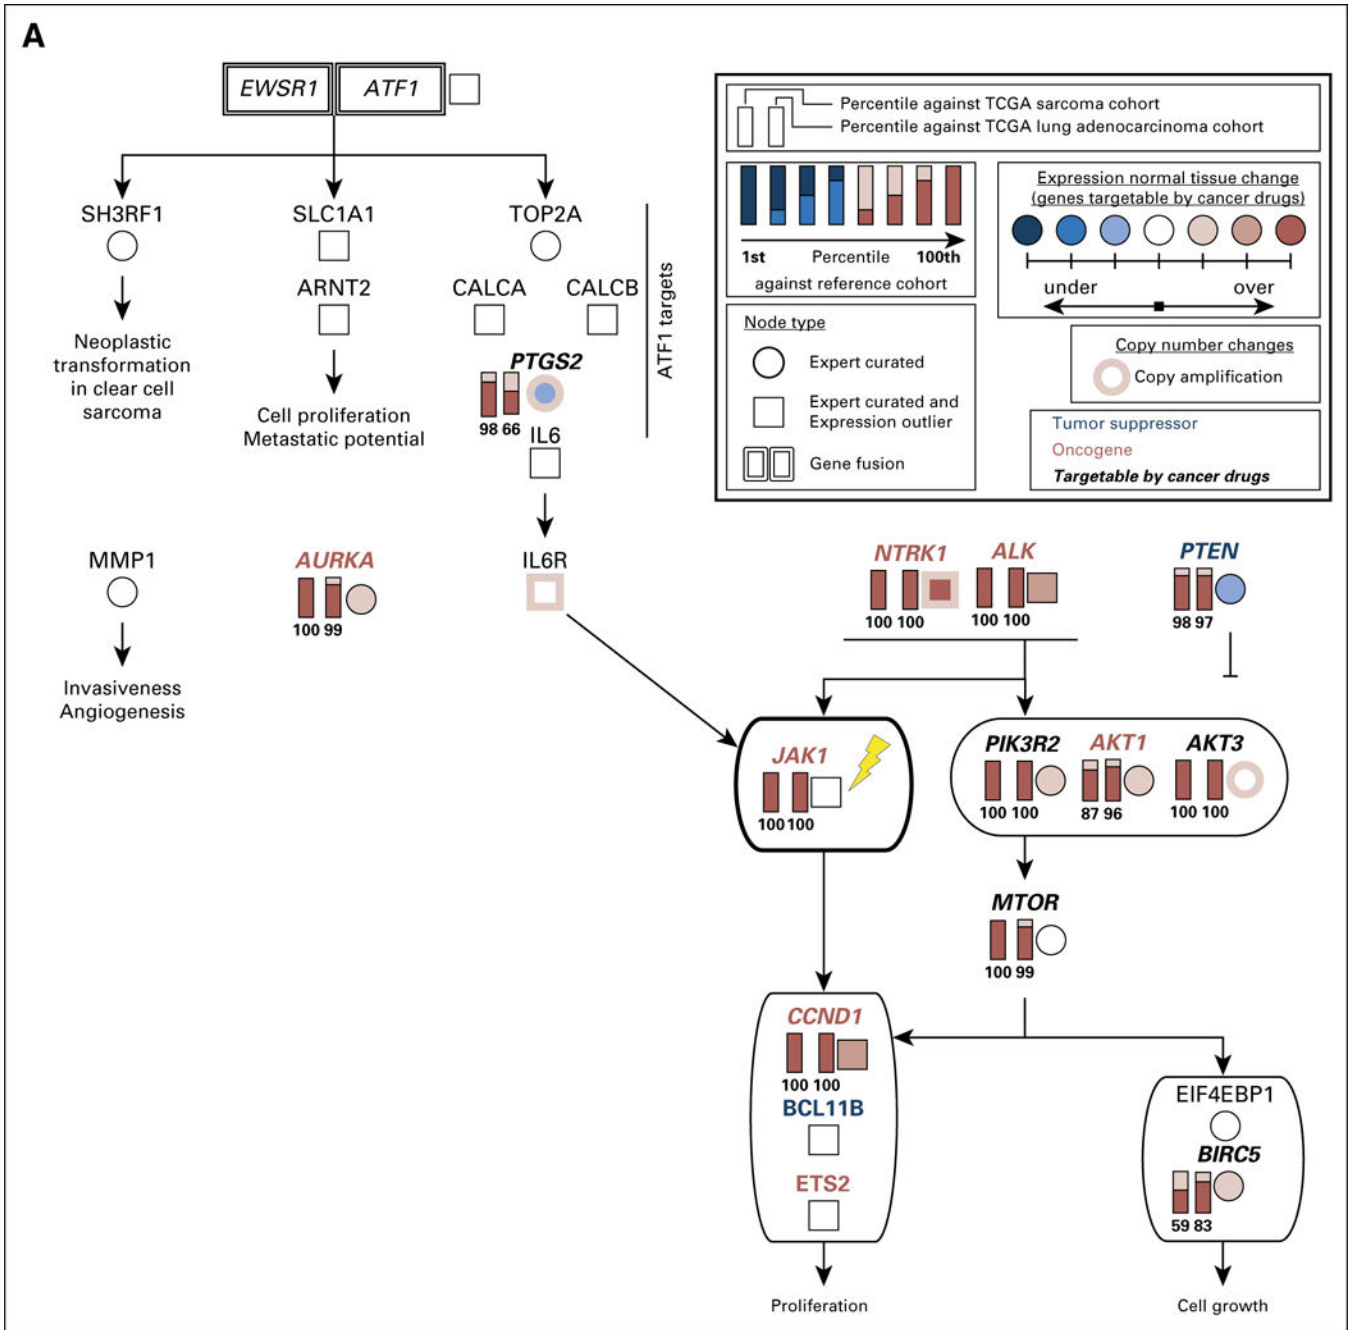 A
EWSR1 ATF1
Percentile against TCGA sarcoma cohort
Percentile against TCGA lung adenocarcinoma cohort
1st Percentile 100th
against reference cohort
Expression normal tissue change
(genes targetable by cancer drugs)
under over
Node type
Expert curated
Expert curated and
Expression outlier
Gene fusion
Copy number changes
Copy amplification
Tumor suppressor
Oncogene
Targetable by cancer drugs
SH3RF1 SLC1A1 TOP2A
ARNT2 CALCA CALCB
ATF1 targets
Neoplastic
transformation
in clear cell
sarcoma
Cell proliferation
Metastatic potential
PTGS2
98 66
IL6
MMP1
AURKA
100 99
IL6R
NTRK1 ALK PTEN
100 100 100 100 98 97
Invasiveness
Angiogenesis
JAK1
100 100
PIK3R2 AKT1 AKT3
100 100 87 96 100 100
MTOR
100 99
CCND1
100 100
BCL11B
ETS2
EIF4EBP1
BIRC5
59 83
Proliferation
Cell growth